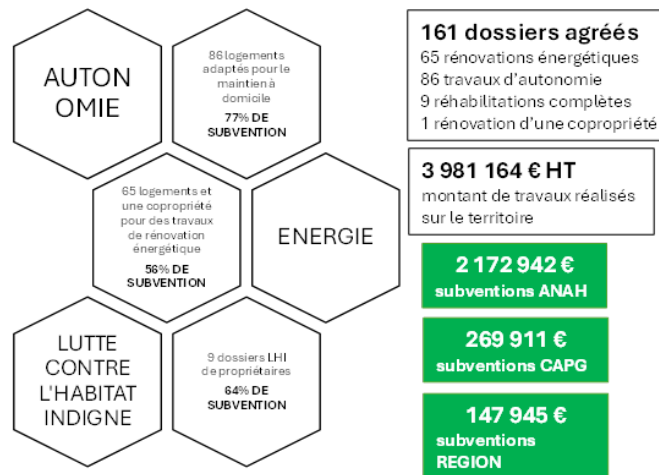 AUTON
OMIE
86 logements
adaptés pour le
maintien à
domicile
77% DE
SUBVENTION
65 logements et
une copropriété
pour des travaux
de rénovation
énergétique
56% DE
SUBVENTION
ENERGIE
LUTTE
CONTRE
L'HABITAT
INDIGNE
9 dossiers LHI
de propriétaires
64% DE
SUBVENTION
161 dossiers agréés
65 rénovations énergétiques
86 travaux d'autonomie
9 réhabilitations complètes
1 rénovation d'une copropriété
3 981 164 € HT
montant de travaux réalisés
sur le territoire
2 172 942 €
subventions ANAH
269 911 €
subventions CAPG
147 945 €
subventions
REGION